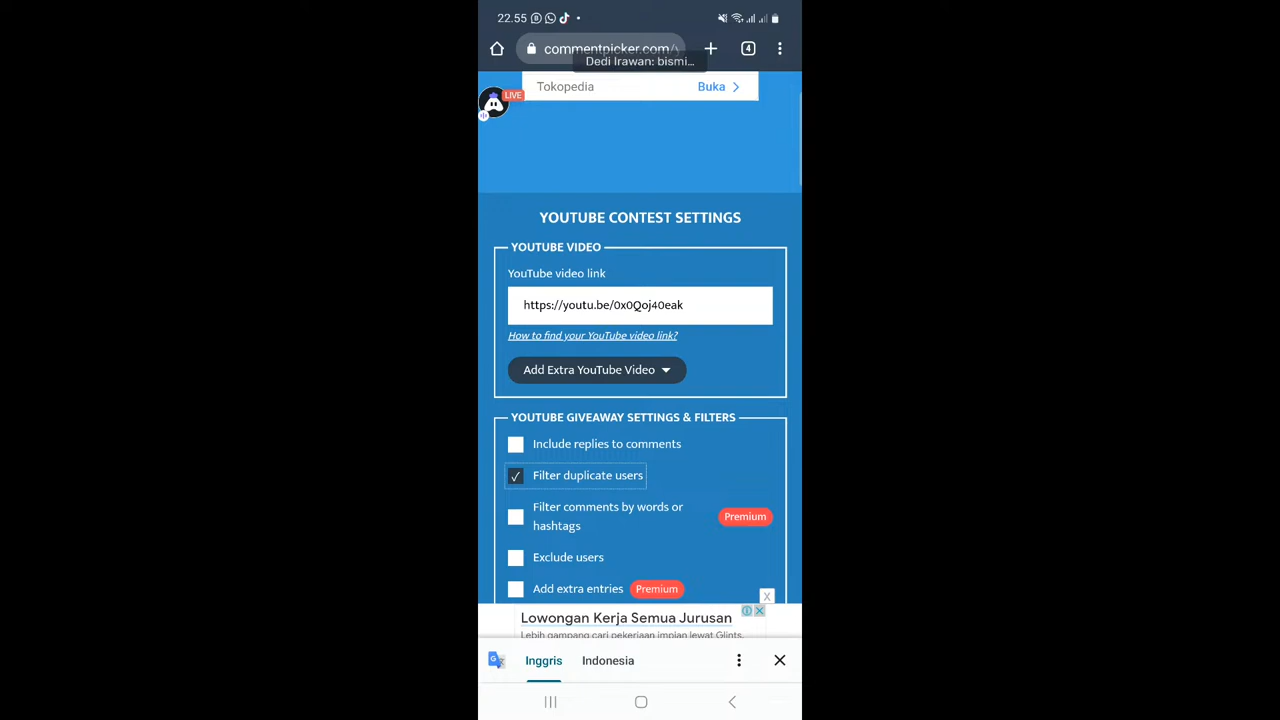 22.55
commentpicker.com/y
4
Dedi Irawan: bismi...
Tokopedia
Buka
LIVE
YOUTUBE CONTEST SETTINGS
YOUTUBE VIDEO
YouTube video link
https://youtu.be/0x0Qoj40eak
How to find your YouTube video link?
Add Extra YouTube Video
YOUTUBE GIVEAWAY SETTINGS & FILTERS
Include replies to comments
Filter duplicate users
Filter comments by words or
hashtags
Premium
Exclude users
Add extra entries
Premium
X
Lowongan Kerja Semua Jurusan
Lebih gampang cari pekerjaan impian lewat Glints.
Inggris
Indonesia